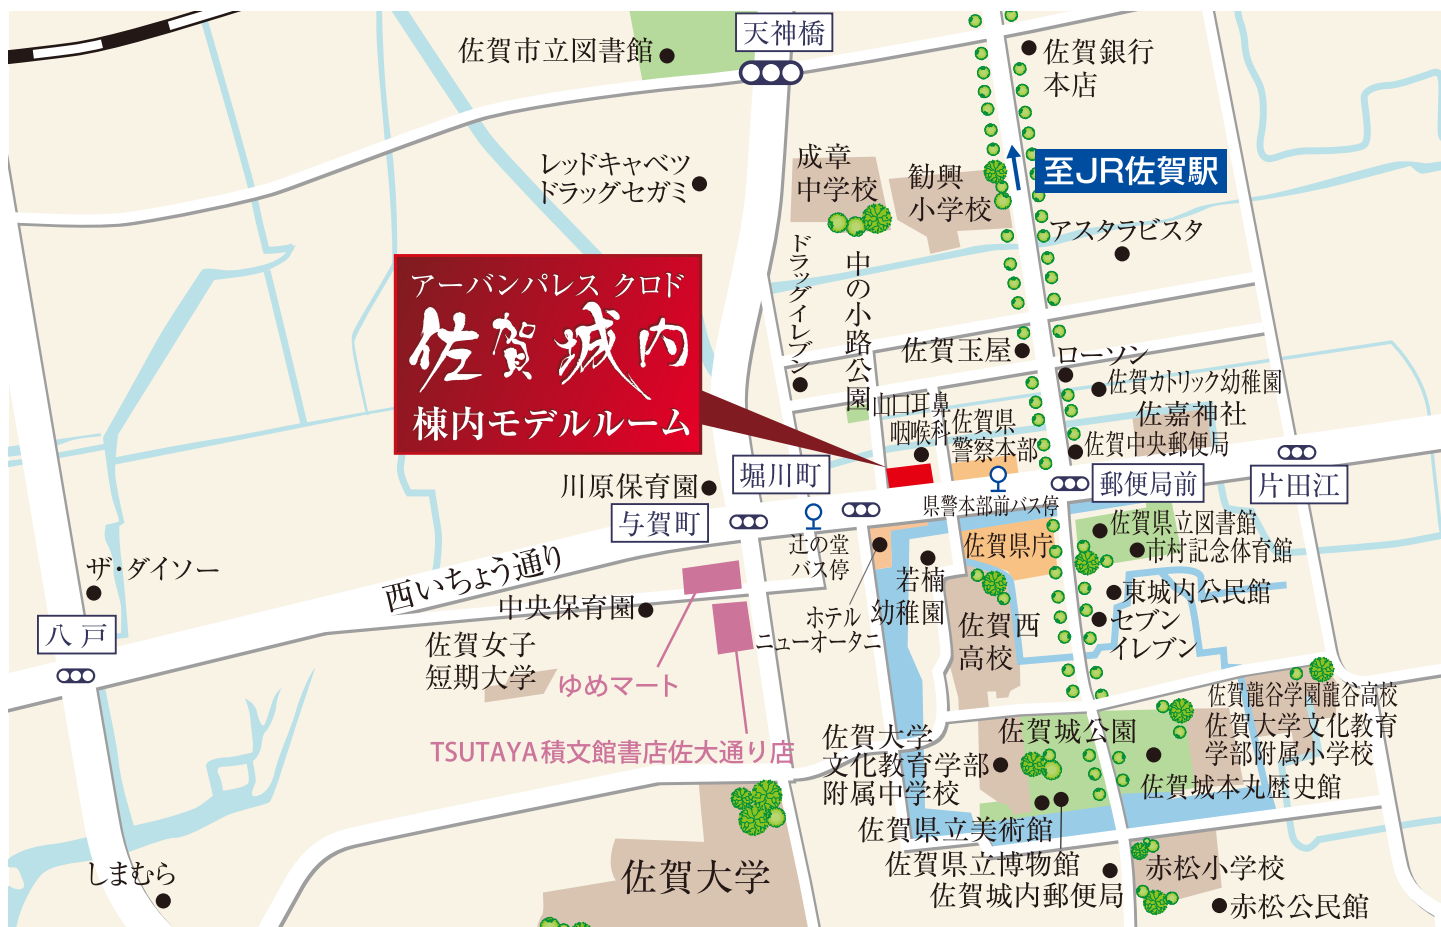 天神橋
佐賀市立図書館
佐賀銀行
本店
レッドキャベツ
ドラッグセガミ
成章
中学校
勧興
小学校
至JR佐賀駅
アスタラビスタ
ドラッグイレブン
中の小路公園
アーバンパレス クロド
佐賀城内
棟内モデルルーム
佐賀玉屋
ローソン
佐賀カトリック幼稚園
山口耳鼻
咽喉科
佐賀県
警察本部
佐嘉神社
佐賀中央郵便局
堀川町
川原保育園
与賀町
郵便局前
片田江
県警本部前バス停
辻の堂
バス停
佐賀県庁
佐賀県立図書館
市村記念体育館
西いちょう通り
ザ・ダイソー
八戸
中央保育園
若楠
幼稚園
ホテル
ニューオータニ
東城内公民館
セブン
イレブン
佐賀女子
短期大学
佐賀西
高校
ゆめマート
TSUTAYA積文館書店佐大通り店
佐賀龍谷学園龍谷高校
佐賀大学文化教育
学部附属小学校
佐賀城公園
佐賀大学
文化教育学部
附属中学校
佐賀城本丸歴史館
佐賀県立美術館
佐賀県立博物館
佐賀城内郵便局
しまむら
佐賀大学
赤松小学校
赤松公民館